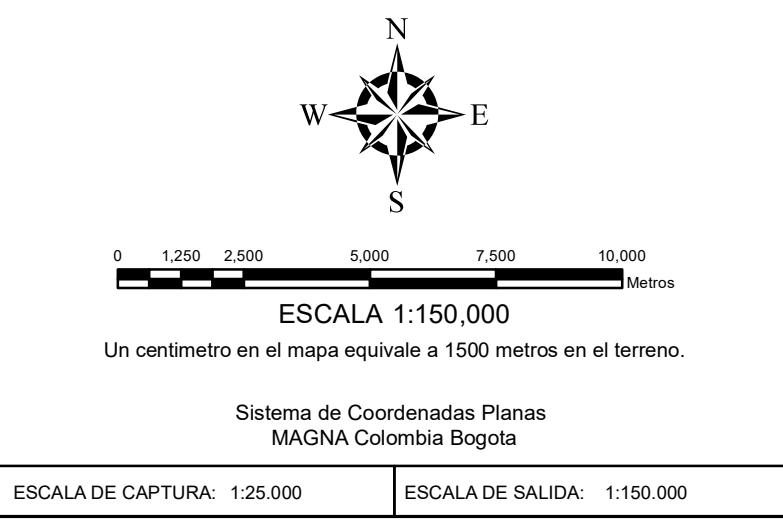 N
W E
S
0 1,250 2,500 5,000 7,500 10,000
Metros
ESCALA 1:150,000
Un centimetro en el mapa equivale a 1500 metros en el terreno.
Sistema de Coordenadas Planas
MAGNA Colombia Bogota
ESCALA DE CAPTURA: 1:25.000 ESCALA DE SALIDA: 1:150.000